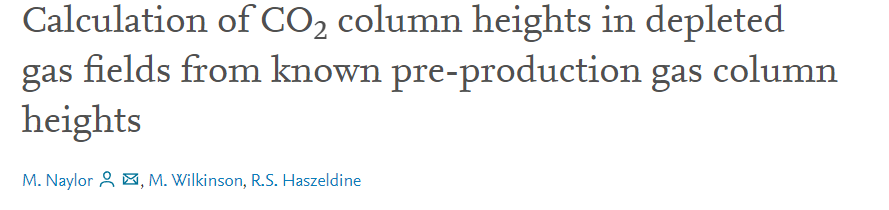 Calculation of CO₂ column heights in depleted
gas fields from known pre-production gas column
heights
M. Naylor, M. Wilkinson, R.S. Haszeldine